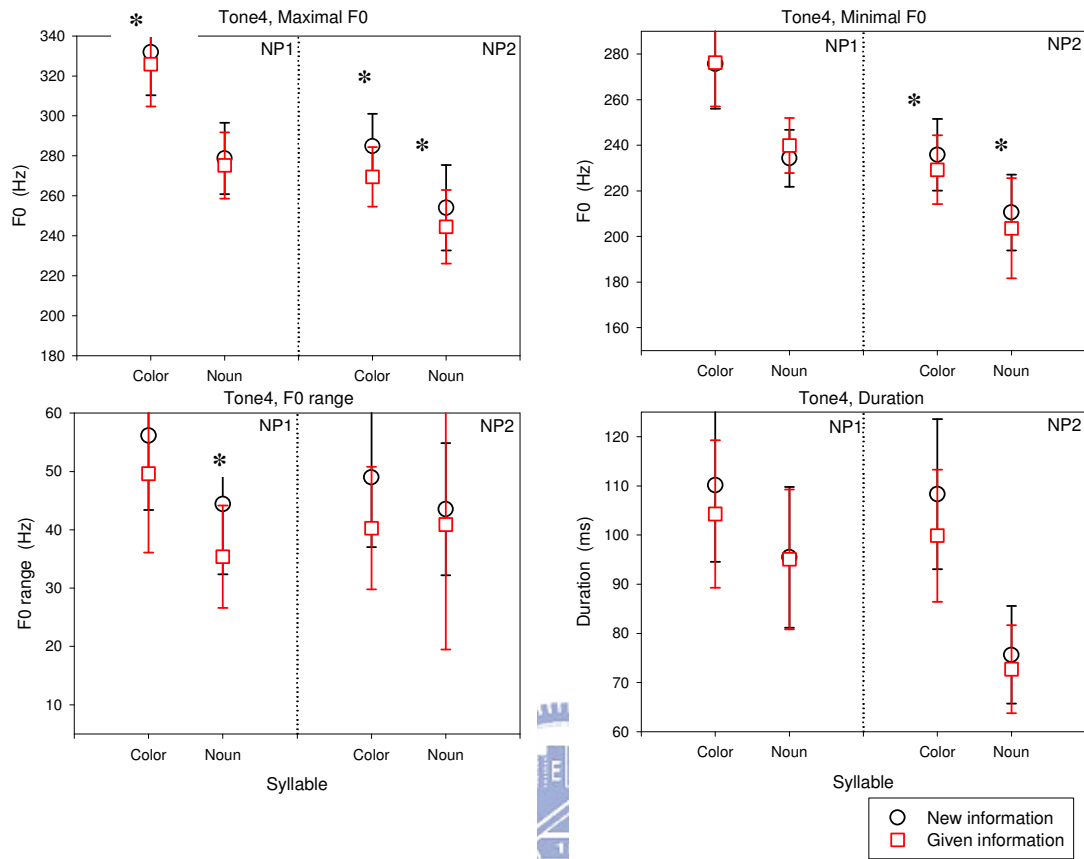 Tone4, Maximal F0
*
340
NP1
NP2
320
*
300
*
280
260
240
220
200
180
F0 (Hz)
Color Noun Color Noun
Tone4, Minimal F0
280
NP1
NP2
260
*
240
*
220
200
180
160
F0 (Hz)
Color Noun Color Noun
Tone4, F0 range
60
NP1
NP2
50
*
40
30
20
10
F0 range (Hz)
Color Noun Color Noun
Syllable
Tone4, Duration
120
NP1
NP2
110
100
90
80
70
60
Duration (ms)
Color Noun Color Noun
Syllable
E
1
New information
Given information